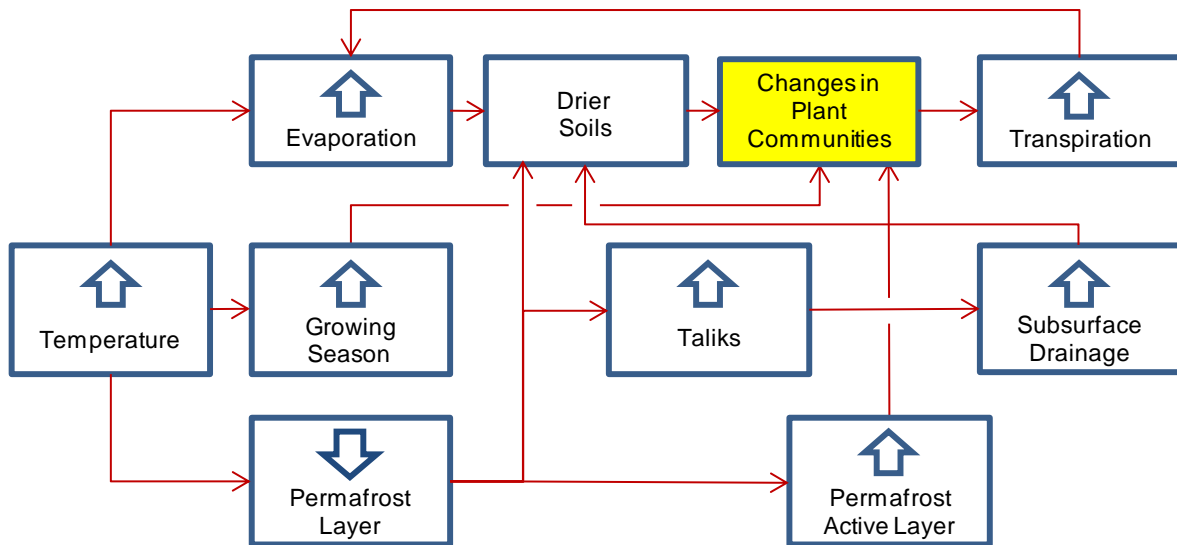 Evaporation
Drier
Soils
Changes in
Plant
Communities
Transpiration
Temperature
Growing
Season
Taliks
Subsurface
Drainage
Permafrost
Layer
Permafrost
Active Layer